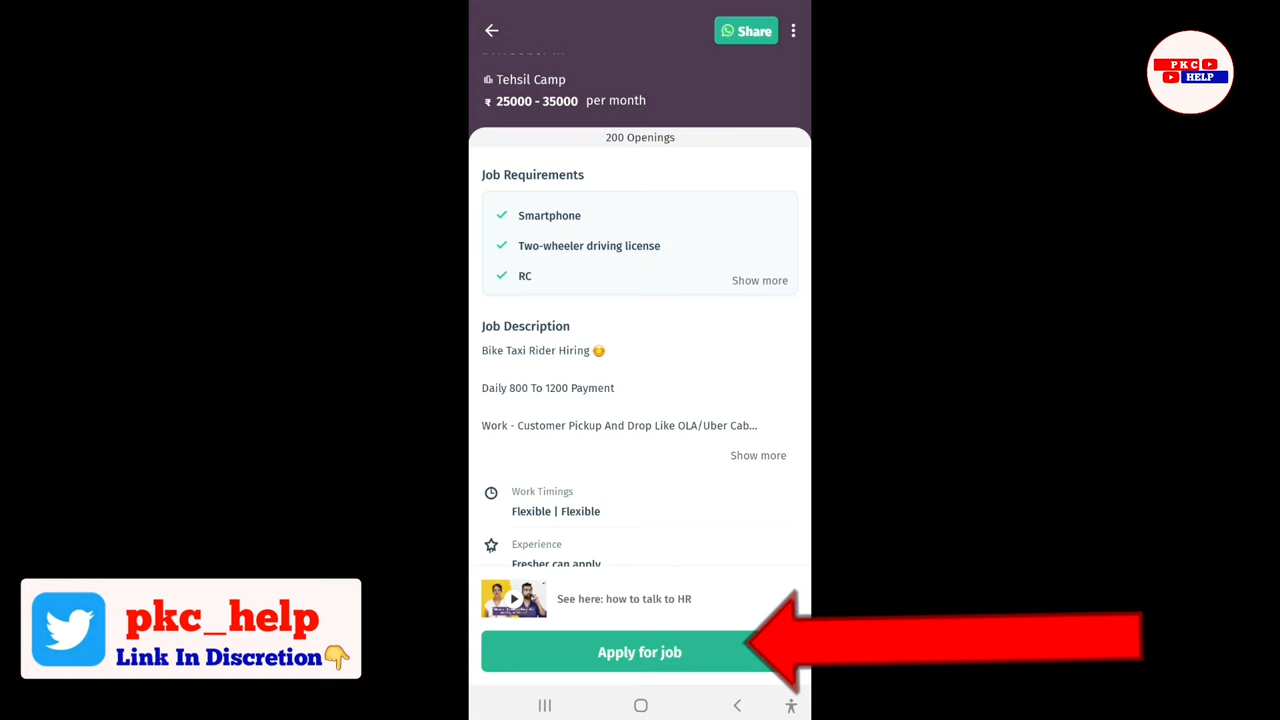 Share
Tehsil Camp
₹ 25000 - 35000 per month
200 Openings
Job Requirements
Smartphone
Two-wheeler driving license
RC
Show more
Job Description
Bike Taxi Rider Hiring 😊
Daily 800 To 1200 Payment
Work - Customer Pickup And Drop Like OLA/Uber Cab...
Show more
Work Timings
Flexible | Flexible
Experience
Fresher can apply
See here: how to talk to HR
Apply for job
PKC
HELP
pkc_help
Link In Discretion👇